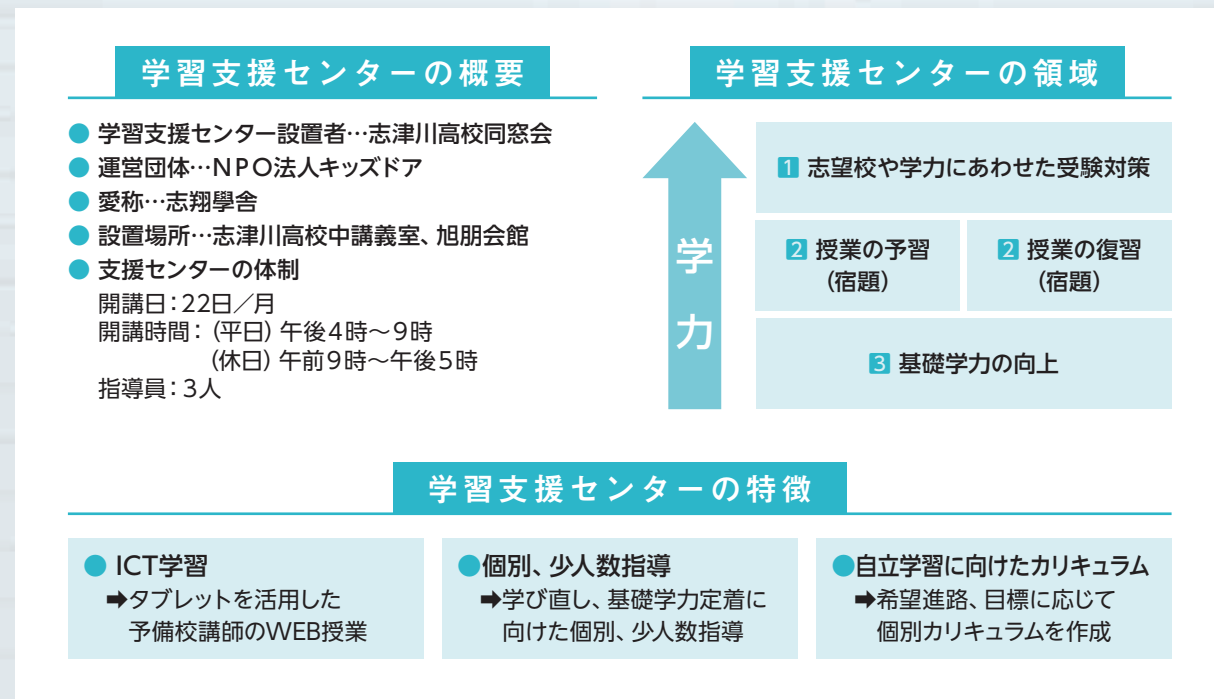 学習支援センターの概要
● 学習支援センター設置者…志津川高校同窓会
● 運営団体…NPO法人キッズドア
● 愛称…志翔學舎
● 設置場所…志津川高校中講義室、旭朋会館
● 支援センターの体制
開講日：22日／月
開講時間：（平日）午後4時～9時
（休日）午前9時～午後5時
指導員：3人
学習支援センターの領域
学力
1 志望校や学力にあわせた受験対策
2 授業の予習
（宿題）
2 授業の復習
（宿題）
3 基礎学力の向上
学習支援センターの特徴
● ICT学習
➡タブレットを活用した
予備校講師のWEB授業
●個別、少人数指導
➡学び直し、基礎学力定着に
向けた個別、少人数指導
●自立学習に向けたカリキュラム
➡希望進路、目標に応じて
個別カリキュラムを作成